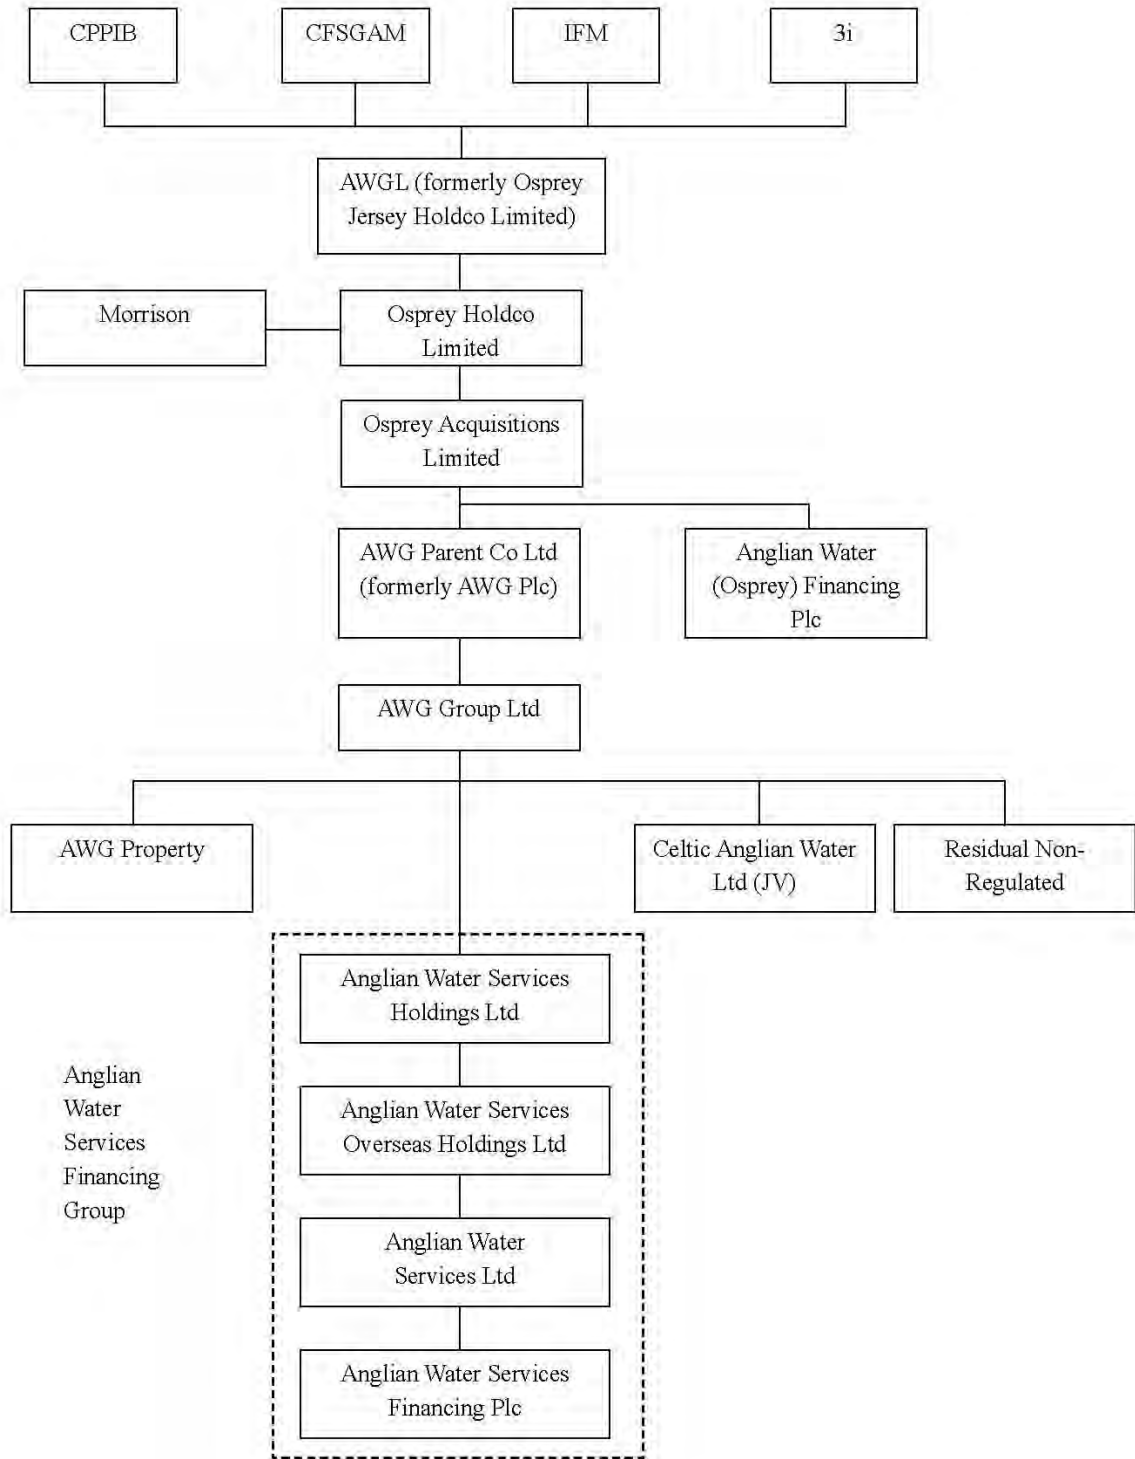 CPPIB
CFSGAM
IFM
3i
AWGL (formerly Osprey
Jersey Holdco Limited)
Morrison
Osprey Holdco
Limited
Osprey Acquisitions
Limited
AWG Parent Co Ltd
(formerly AWG Plc)
Anglian Water
(Osprey) Financing
Plc
AWG Group Ltd
AWG Property
Celtic Anglian Water
Ltd (JV)
Residual Non-
Regulated
Anglian Water Services
Holdings Ltd
Anglian
Water
Services
Financing
Group
Anglian Water Services
Overseas Holdings Ltd
Anglian Water
Services Ltd
Anglian Water Services
Financing Plc